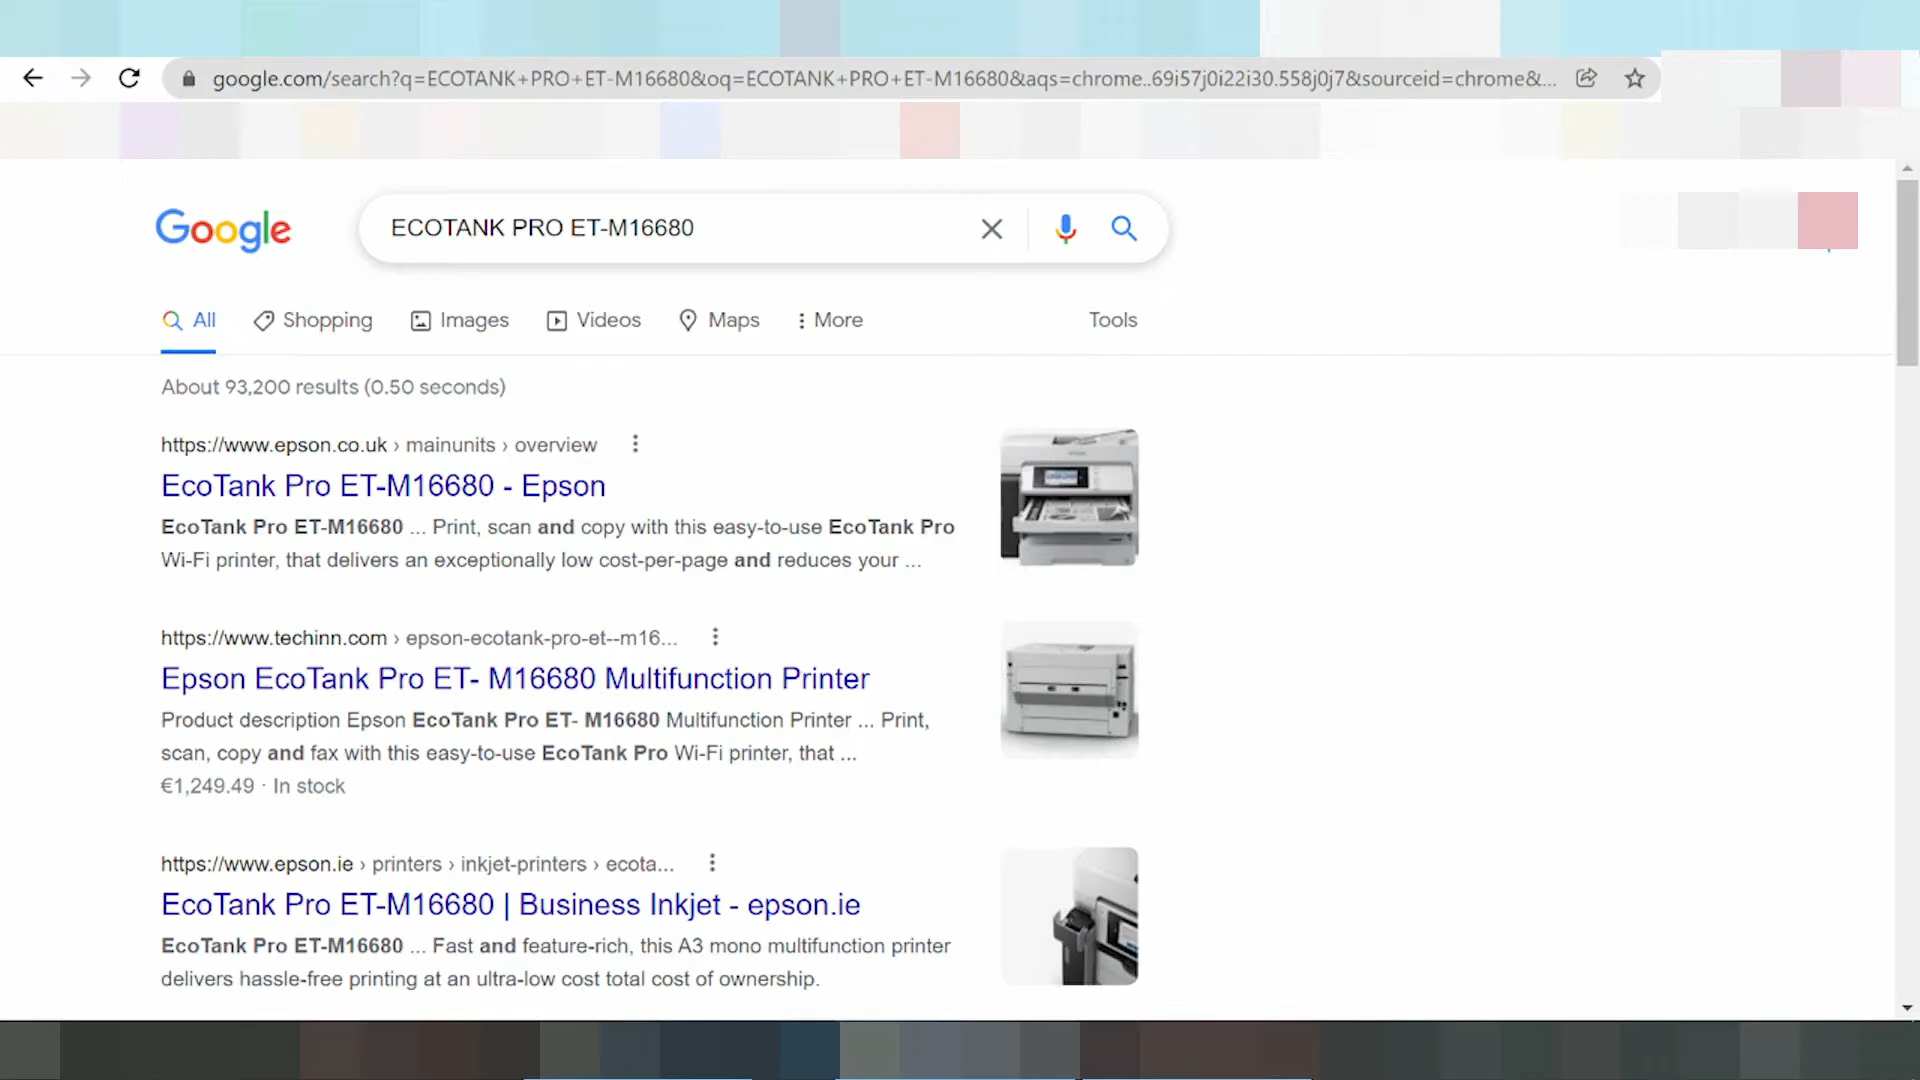 google.com/search?q=ECOTANK+PRO+ET-M16680&oq=ECOTANK+PRO+ET-M16680&aqs=chrome..69i57j0i22i30.558j0j7&sourceid=chrome&...
Google
ECOTANK PRO ET-M16680
All
Shopping
Images
Videos
Maps
More
Tools
About 93,200 results (0.50 seconds)
https://www.epson.co.uk › mainunits › overview
EcoTank Pro ET-M16680 - Epson
EcoTank Pro ET-M16680 ... Print, scan and copy with this easy-to-use EcoTank Pro
Wi-Fi printer, that delivers an exceptionally low cost-per-page and reduces your ...
https://www.techinn.com › epson-ecotank-pro-et--m16...
Epson EcoTank Pro ET- M16680 Multifunction Printer
Product description Epson EcoTank Pro ET- M16680 Multifunction Printer ... Print,
scan, copy and fax with this easy-to-use EcoTank Pro Wi-Fi printer, that ...
€1,249.49 · In stock
https://www.epson.ie › printers › inkjet-printers › ecota...
EcoTank Pro ET-M16680 | Business Inkjet - epson.ie
EcoTank Pro ET-M16680 ... Fast and feature-rich, this A3 mono multifunction printer
delivers hassle-free printing at an ultra-low cost total cost of ownership.